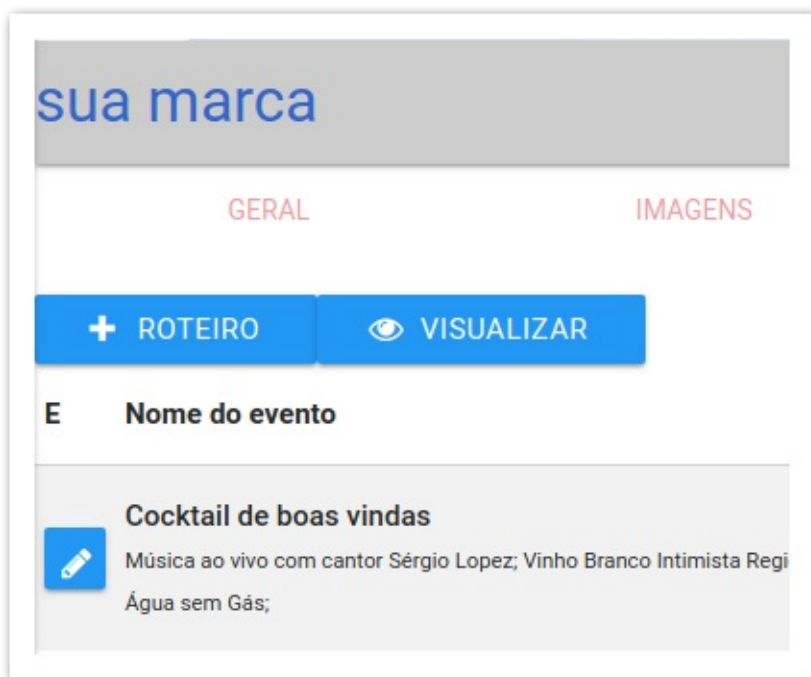 sua marca
GERAL IMAGENS
ROTEIRO VISUALIZAR
E Nome do evento
Cocktail de boas vindas
Música ao vivo com cantor Sérgio Lopez; Vinho Branco Intimista Regi
Água sem Gás;